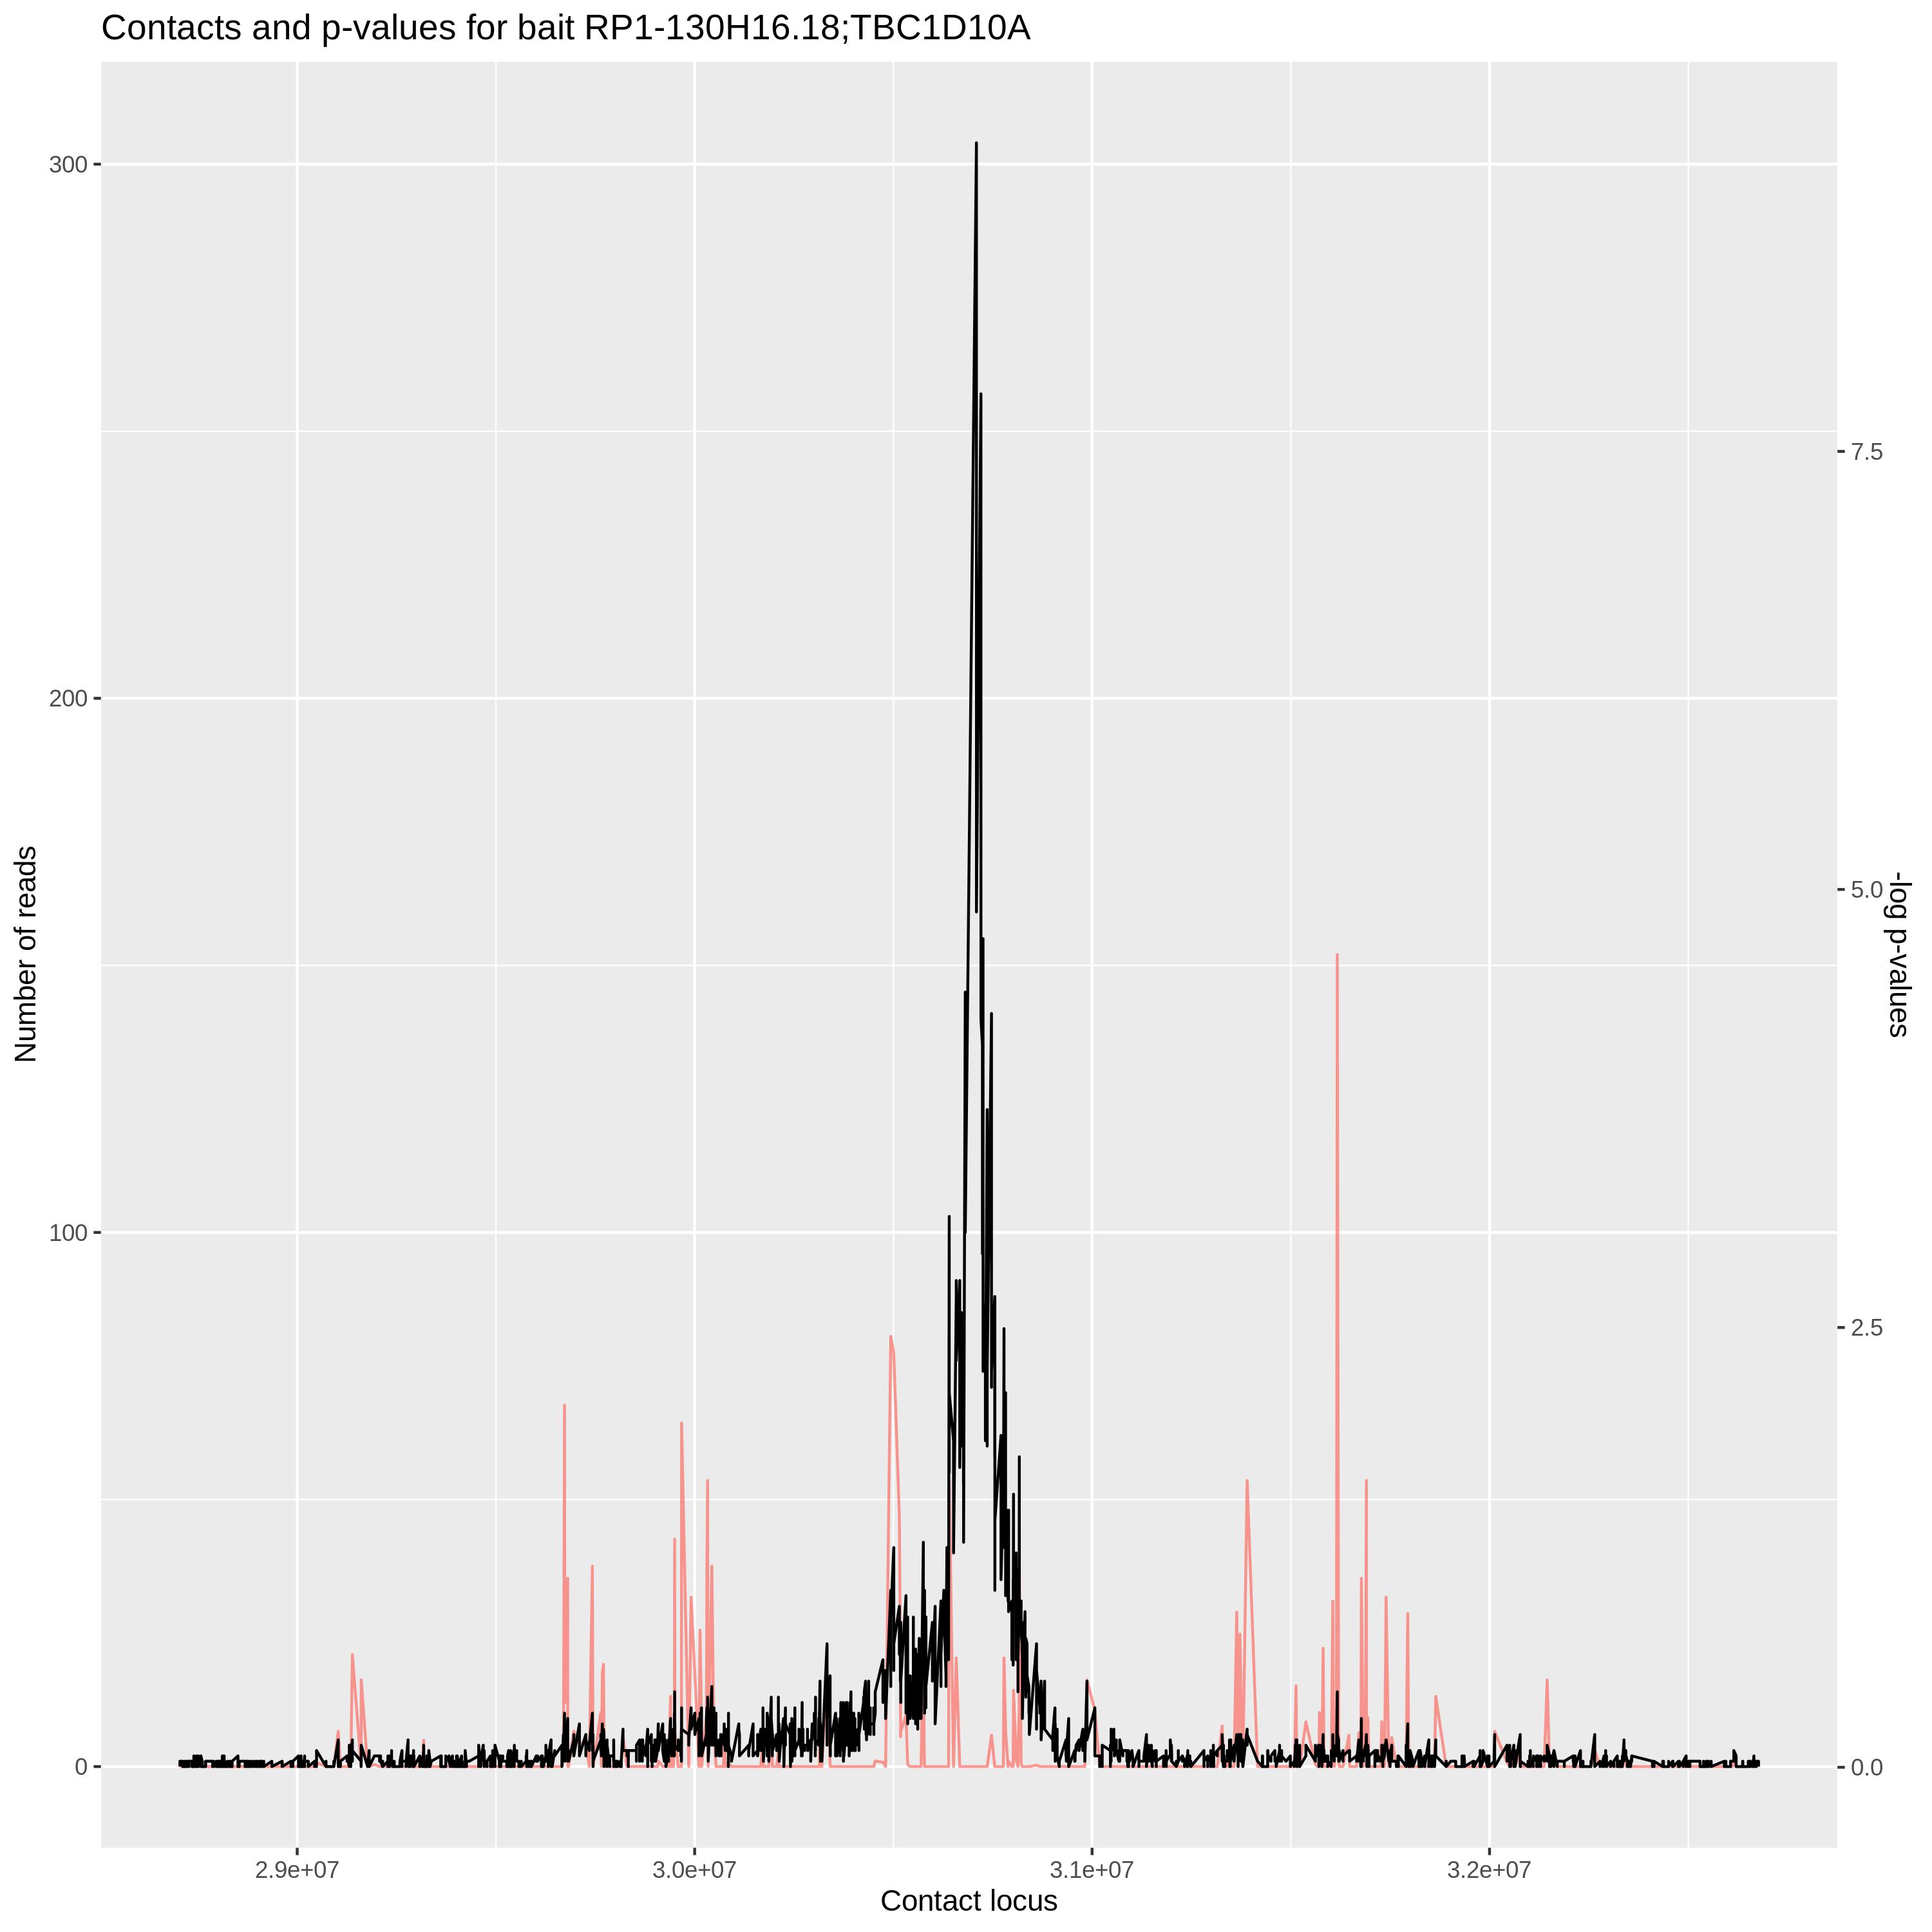 Contacts and p-values for bait RP1-130H16.18;TBC1D10A
300
200
100
0
Number of reads
7.5
5.0
2.5
0.0
-log p-values
2.9e+07
3.0e+07
3.1e+07
3.2e+07
Contact locus